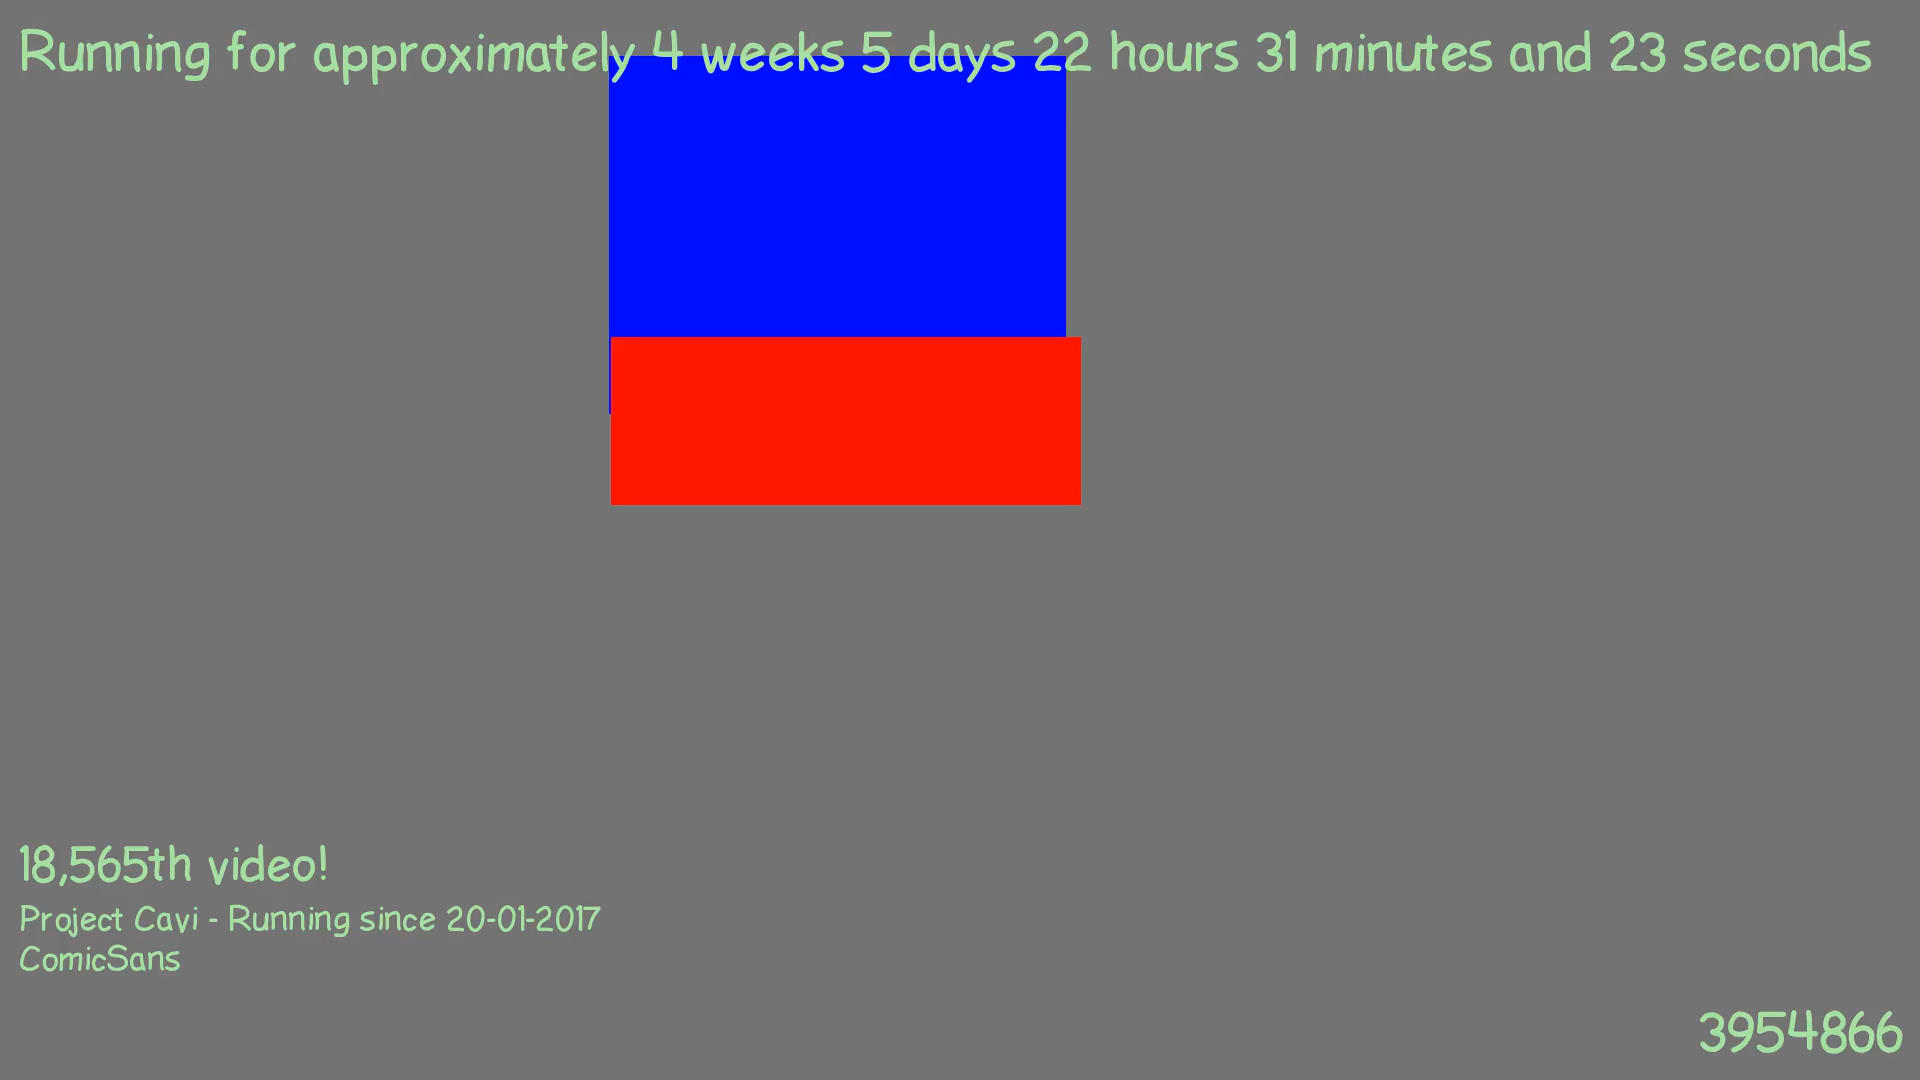 Running for approximately 4 weeks 5 days 22 hours 31 minutes and 23 seconds
18,565th video!
Project Cavi - Running since 20-01-2017
ComicSans
3954866